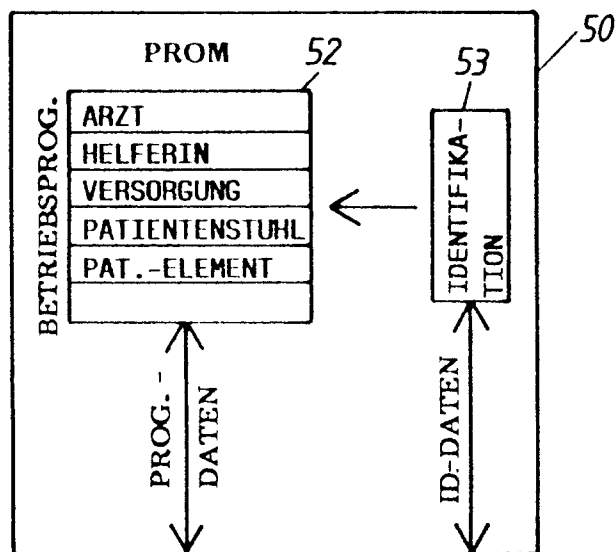 50
PROM
52
53
BETRIEBSPROG.
ARZT
HELFERIN
VERSORGUNG
PATIENTENSTUHL
PAT.-ELEMENT
IDENTIFIKA-
TION
PROG.-
DATEN
ID-DATEN